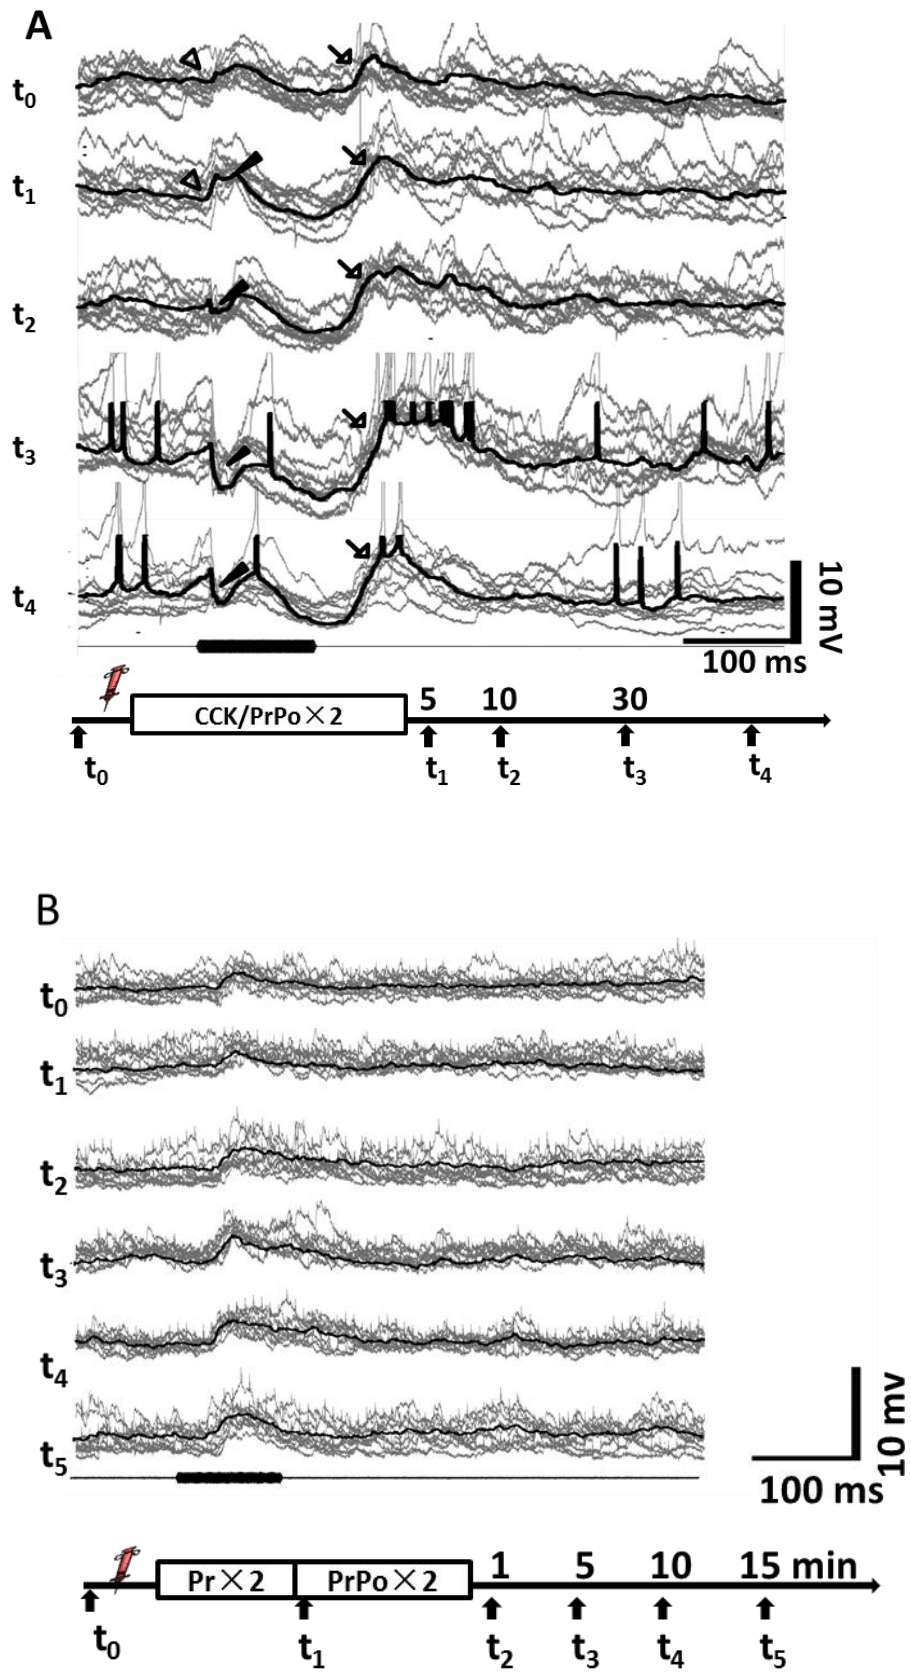 A
t0
t1
t2
t3
t4
10 mV
100 ms
CCK/PrPo×2
5 10 30
t0 t1 t2 t3 t4
B
t0
t1
t2
t3
t4
t5
10 mv
100 ms
Pr×2 PrPo×2 1 5 10 15 min
t0 t1 t2 t3 t4 t5